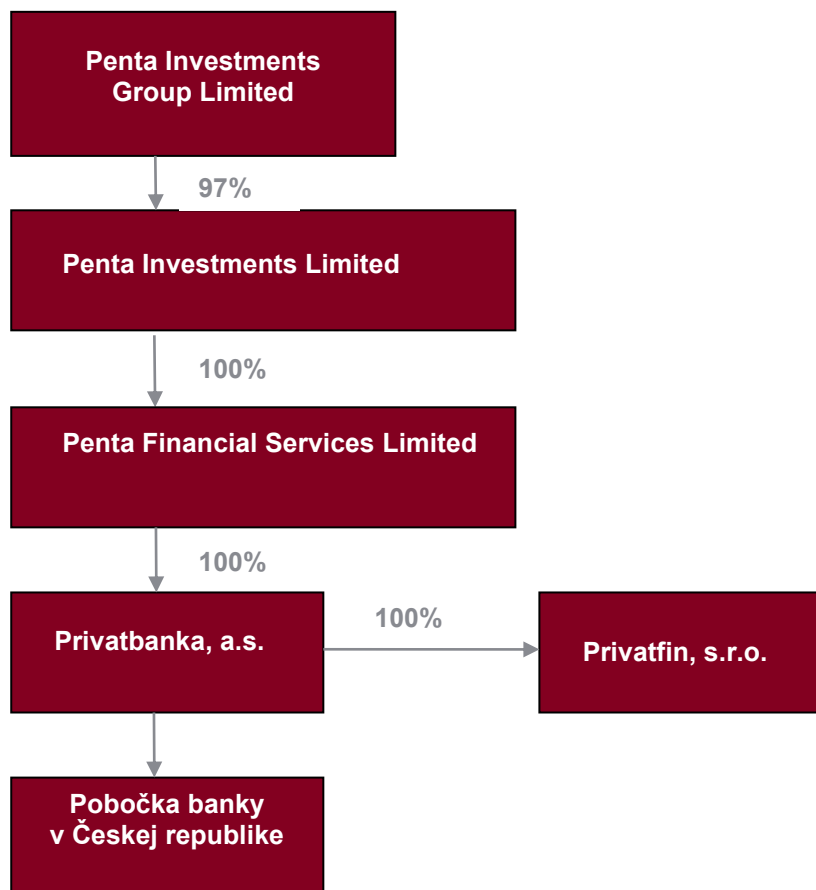 Penta Investments
Group Limited
97%
Penta Investments Limited
100%
Penta Financial Services Limited
100%
Privatbanka, a.s.
100%
Privatfin, s.r.o.
Pobočka banky
v Českej republike